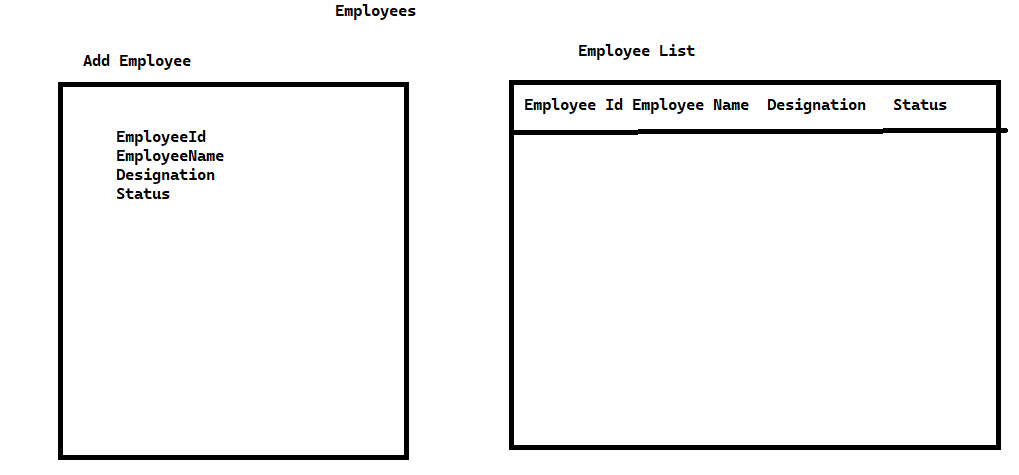 Employees
Add Employee
EmployeeId
EmployeeName
Designation
Status
Employee List
Employee Id Employee Name Designation Status